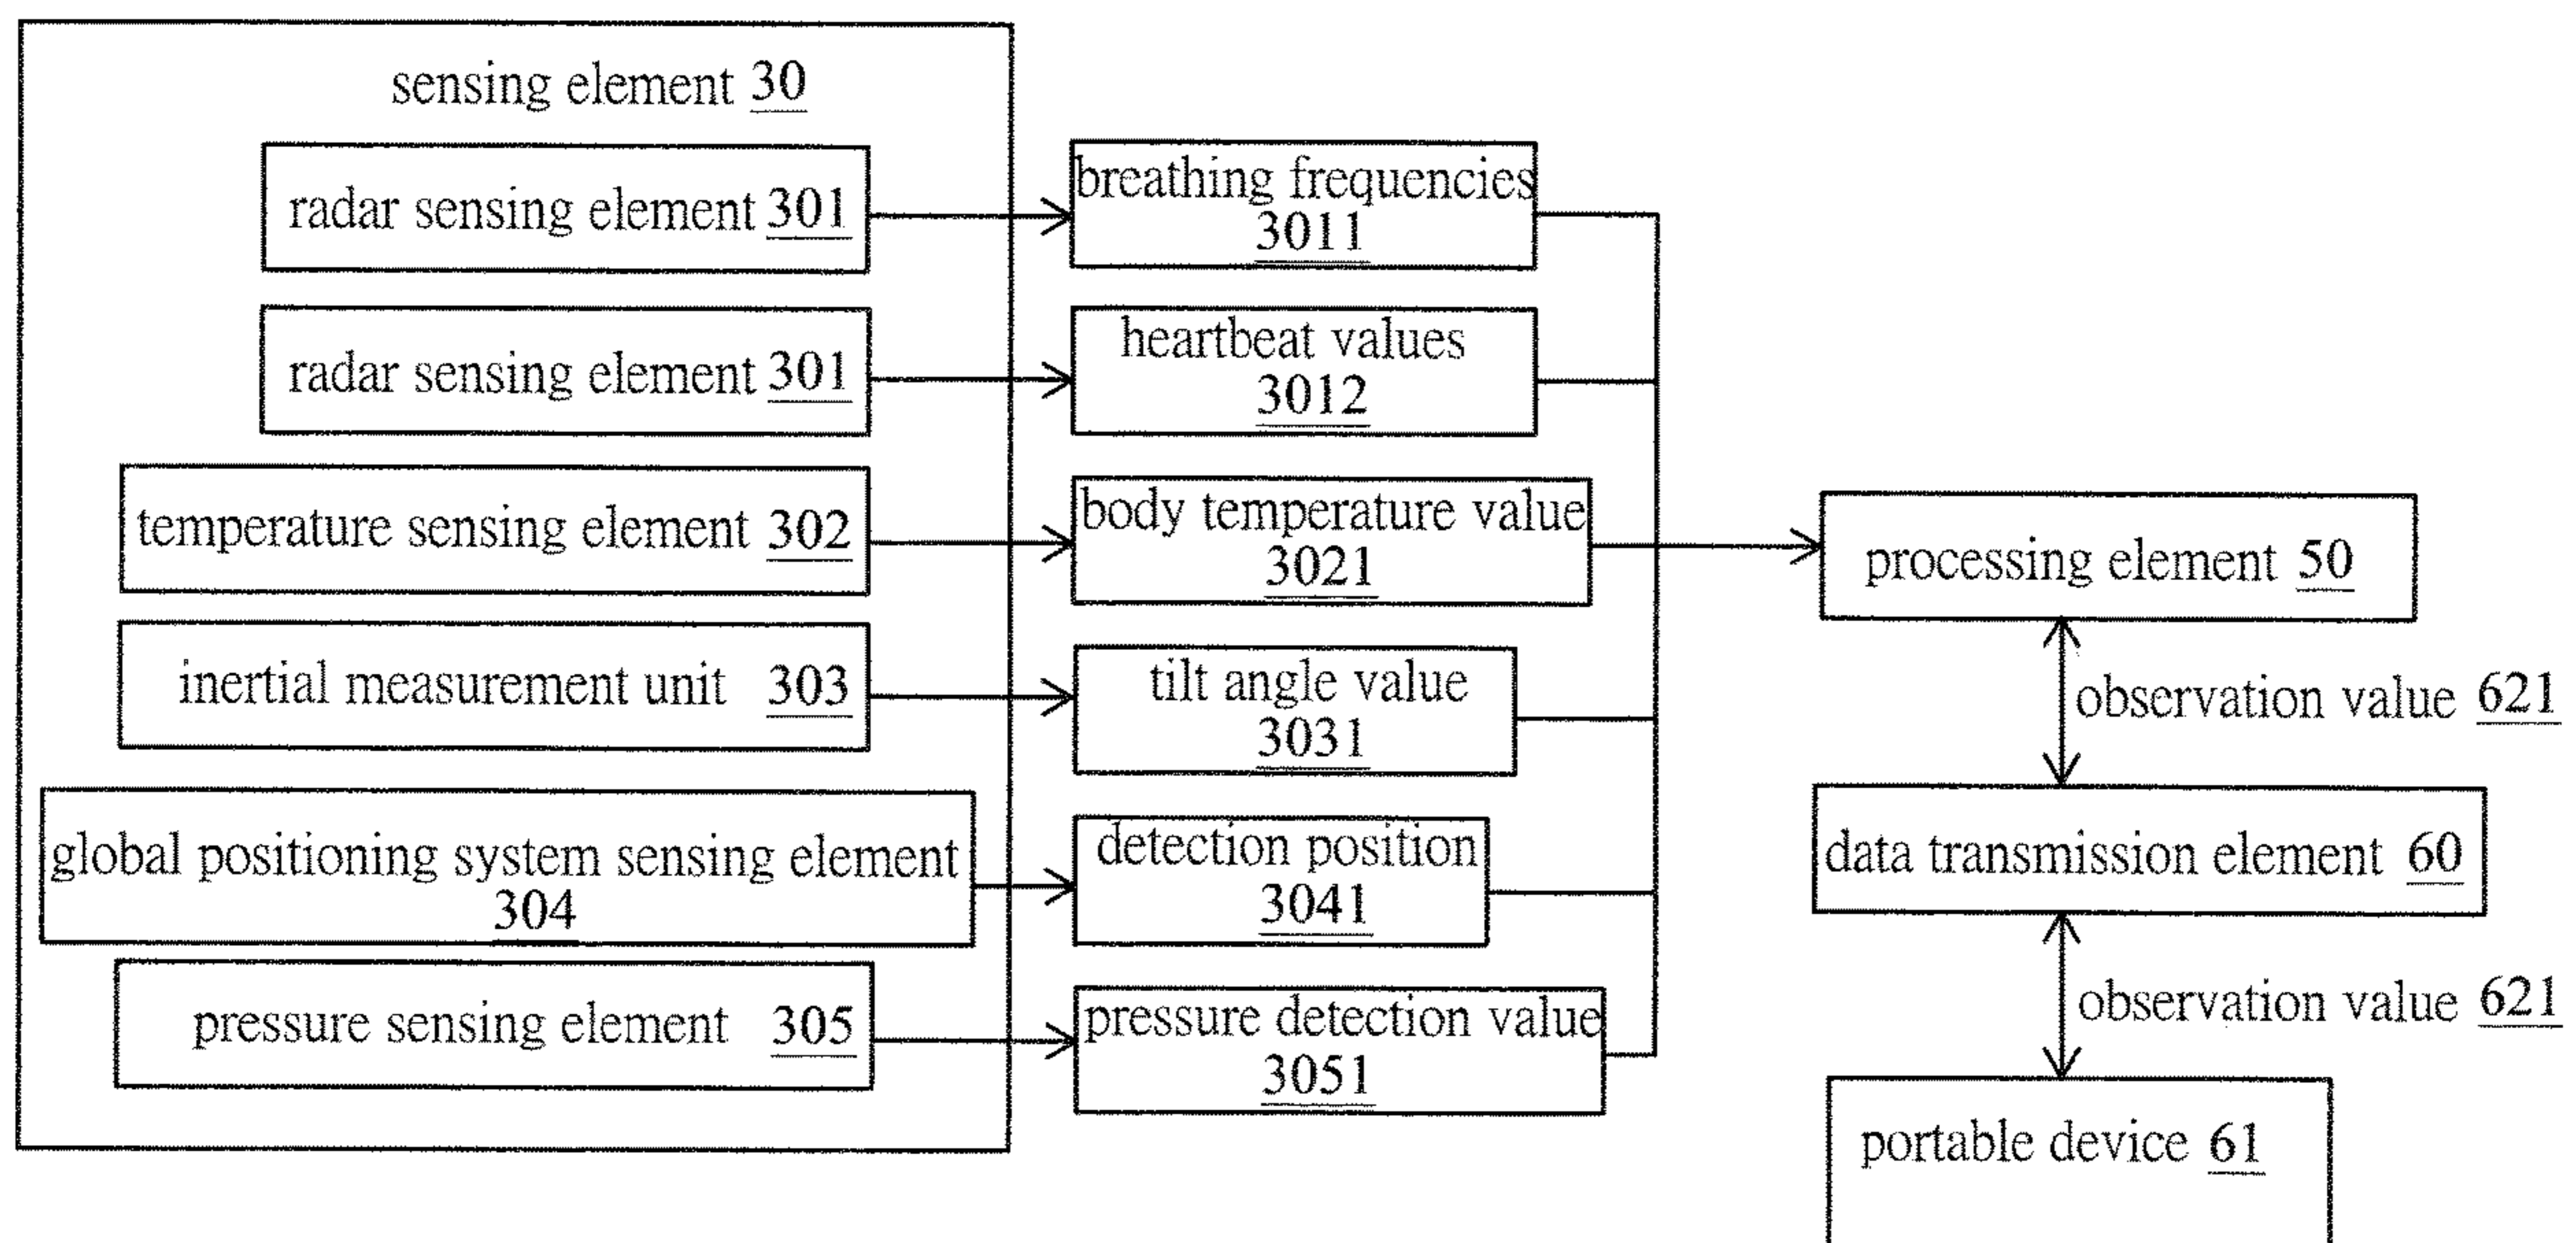 sensing element 30
radar sensing element 301
breathing frequencies
3011
radar sensing element 301
heartbeat values
3012
temperature sensing element 302
body temperature value
3021
processing element 50
inertial measurement unit 303
tilt angle value
3031
observation value 621
global positioning system sensing element
304
detection position
3041
data transmission element 60
pressure sensing element 305
pressure detection value
3051
observation value 621
portable device 61